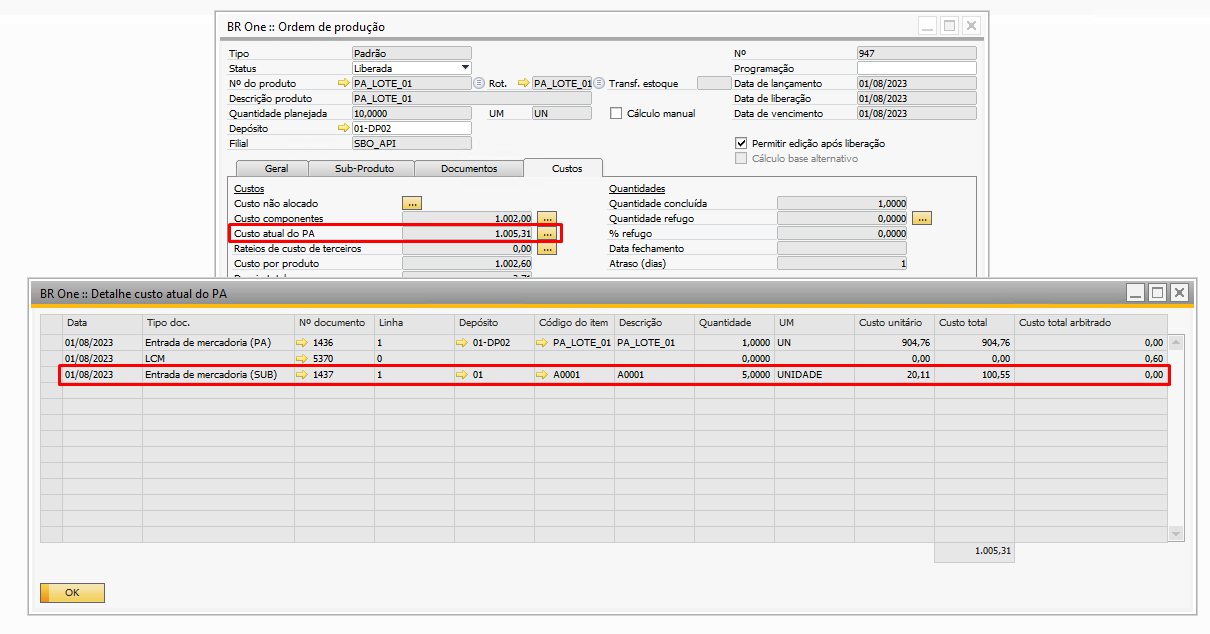 BR One :: Ordem de produção
Tipo Padrão Nº 947
Status Liberada Programação
Nº do produto PA_LOTE_01 Rot. PA_LOTE_01 Transf. estoque Data de lançamento 01/08/2023
Descrição produto PA_LOTE_01 Data de liberação 01/08/2023
Quantidade planejada 10,0000 UM UN Cálculo manual Data de vencimento 01/08/2023
Depósito 01-DP02
Filial SBO_API Permitir edição após liberação
Cálculo base alternativo
Geral Sub-Produto Documentos Custos
Custos Quantidades
Custo não alocado ... Quantidade concluída 1,0000
Custo componentes 1.002,00 ... Quantidade refugo 0,0000 ...
Custo atual do PA 1.005,31 ... % refugo 0,0000
Rateios de custo de terceiros 0,00 ... Data fechamento
Custo por produto 1.002,60 Atraso (dias) 1
BR One :: Detalhe custo atual do PA
Data Tipo doc. Nº documento Linha Depósito Código do item Descrição Quantidade UM Custo unitário Custo total Custo total arbitrado
01/08/2023 Entrada de mercadoria (PA) 1436 1 01-DP02 PA_LOTE_01 PA_LOTE_01 1,0000 UN 904,76 904,76 0,00
01/08/2023 LCM 5370 0 0,0000 0,00 0,00 0,60
01/08/2023 Entrada de mercadoria (SUB) 1437 1 01 A0001 A0001 5,0000 UNIDADE 20,11 100,55 0,00
1.005,31
OK